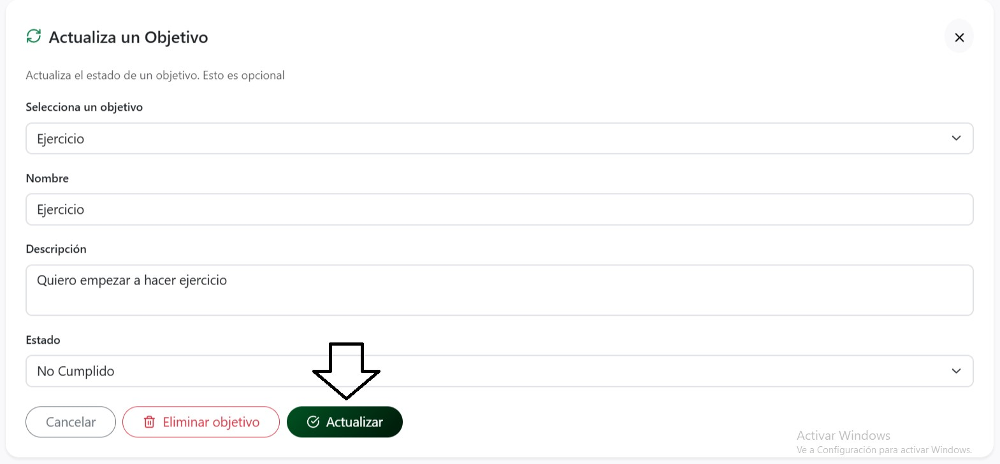 Actualiza un Objetivo
Actualiza el estado de un objetivo. Esto es opcional
Selecciona un objetivo
Ejercicio
Nombre
Ejercicio
Descripción
Quiero empezar a hacer ejercicio
Estado
No Cumplido
Cancelar Eliminar objetivo Actualizar
Activar Windows
Ve a Configuración para activar Windows.